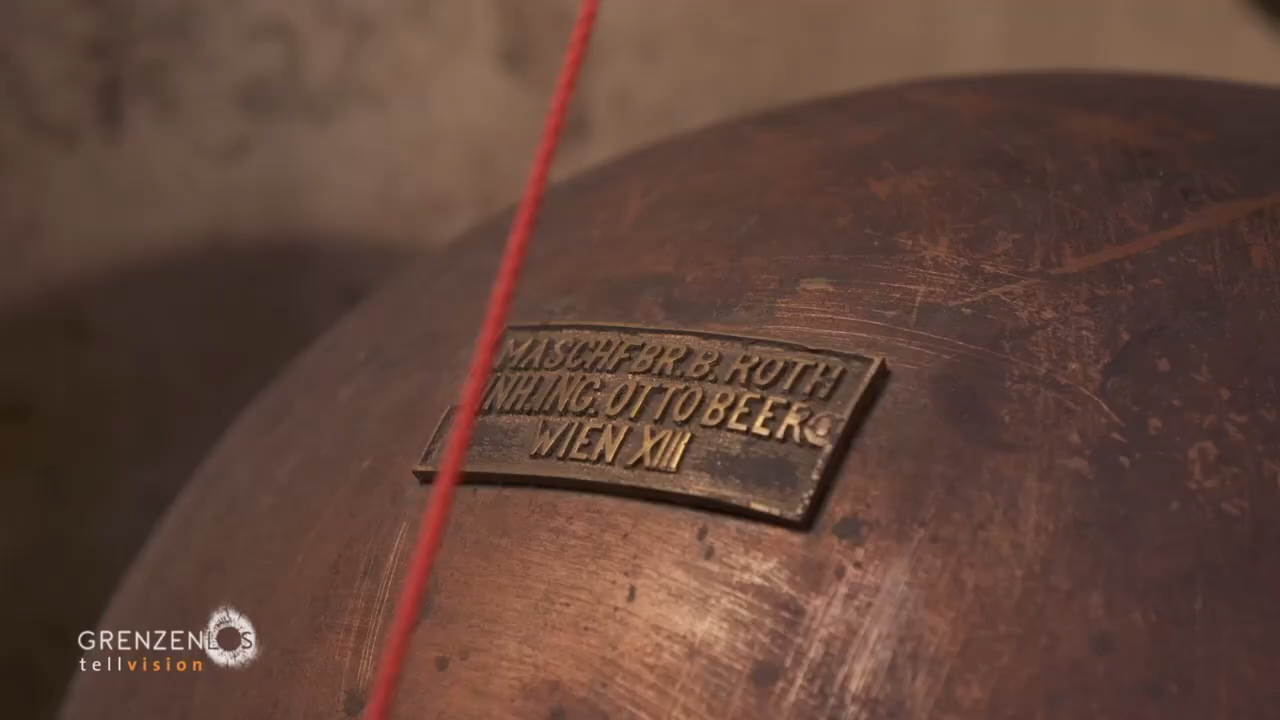 MASCHFBR. B. ROTH
INH. ING. OTTO BEER
WIEN XIII
GRENZENLOS
tellvision